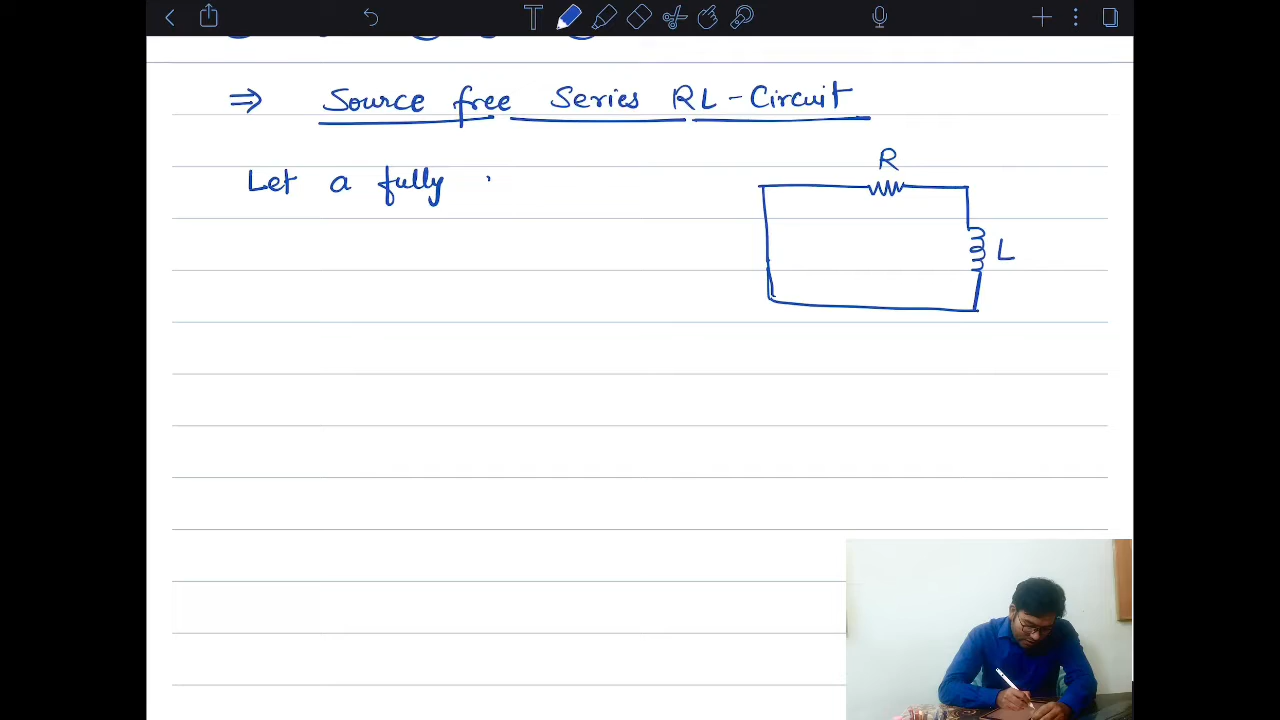 ⇒ Source free Series RL-Circuit
Let a fully
R
L